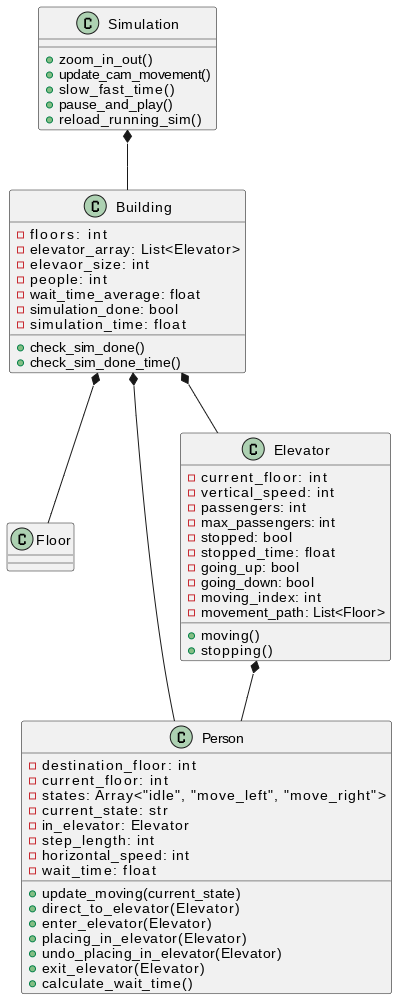 C Simulation
zoom_in_out()
update_cam_movement()
slow_fast_time()
pause_and_play()
reload_running_sim()
C Building
floors: int
elevator_array: List<Elevator>
elevaor_size: int
people: int
wait_time_average: float
simulation_done: bool
simulation_time: float
check_sim_done()
check_sim_done_time()
C Elevator
current_floor: int
vertical_speed: int
passengers: int
max_passengers: int
stopped: bool
stopped_time: float
going_up: bool
going_down: bool
moving_index: int
movement_path: List<Floor>
moving()
stopping()
C Floor
C Person
destination_floor: int
current_floor: int
states: Array<"idle", "move_left", "move_right">
current_state: str
in_elevator: Elevator
step_length: int
horizontal_speed: int
wait_time: float
update_moving(current_state)
direct_to_elevator(Elevator)
enter_elevator(Elevator)
placing_in_elevator(Elevator)
undo_placing_in_elevator(Elevator)
exit_elevator(Elevator)
calculate_wait_time()